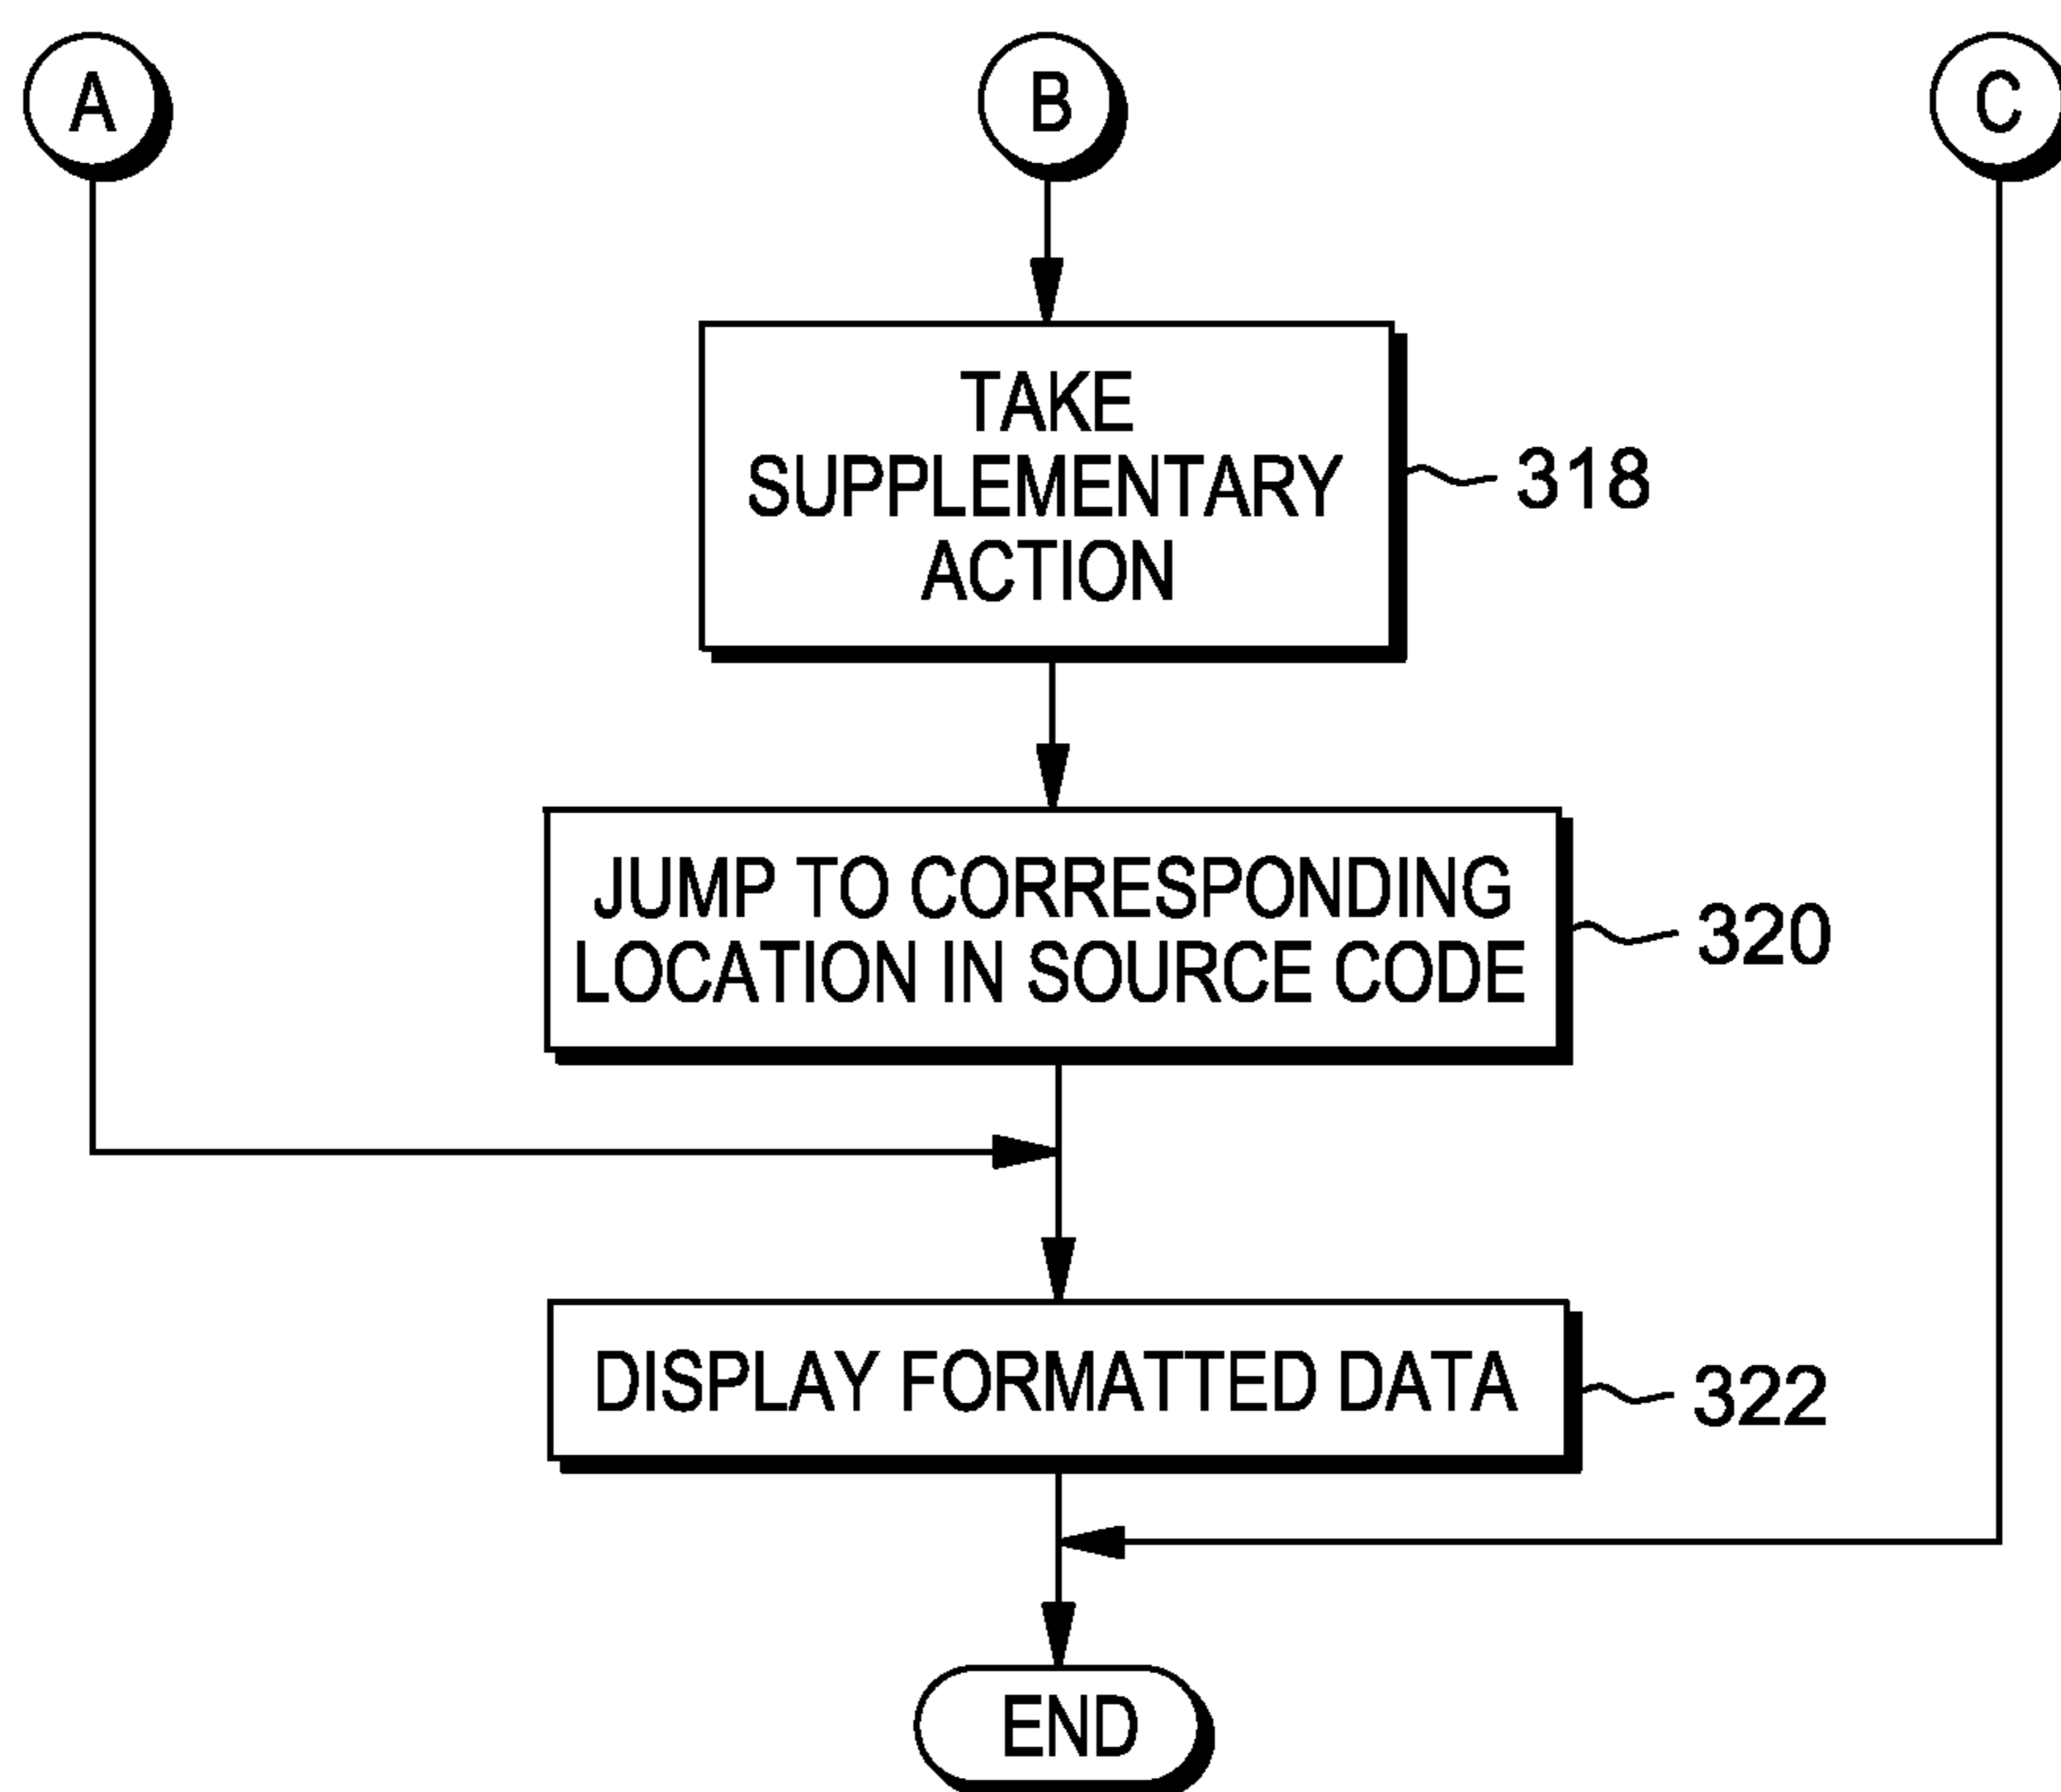 A
B
C
TAKE
SUPPLEMENTARY
ACTION
318
JUMP TO CORRESPONDING
LOCATION IN SOURCE CODE
320
DISPLAY FORMATTED DATA
322
END